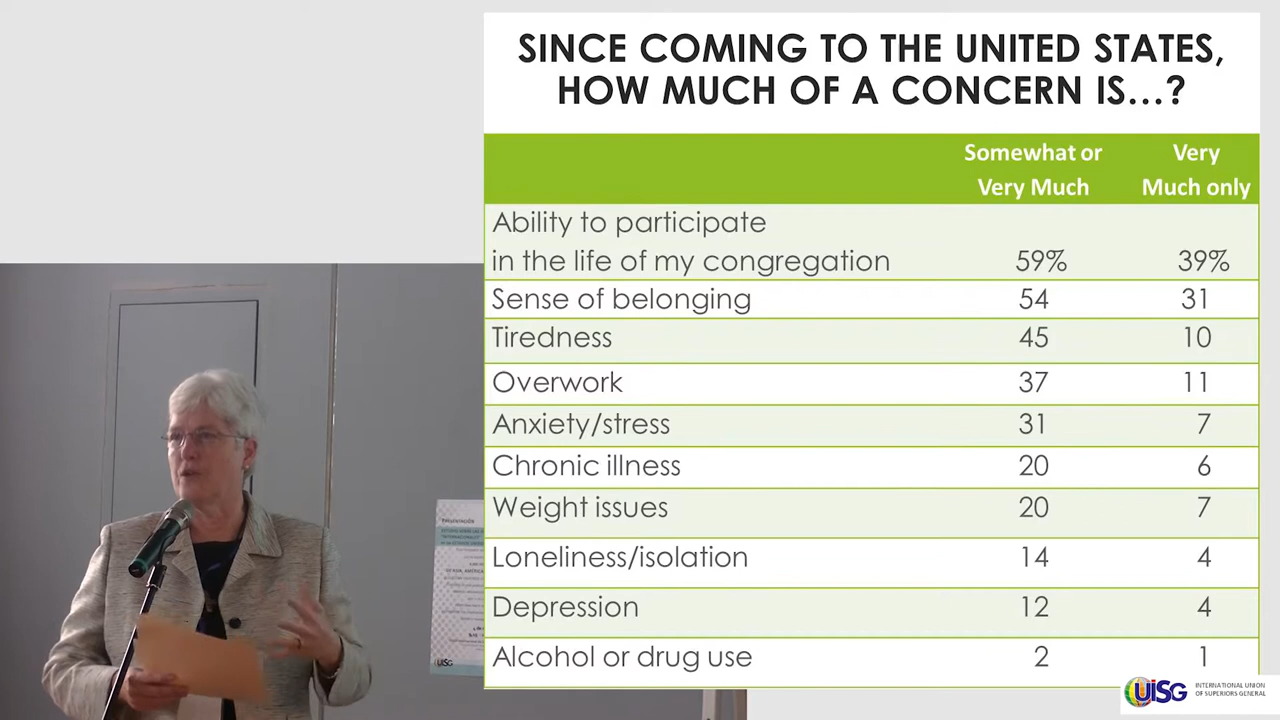 SINCE COMING TO THE UNITED STATES,
HOW MUCH OF A CONCERN IS...?
Somewhat or Very
Very Much Much only
Ability to participate
in the life of my congregation 59% 39%
Sense of belonging 54 31
Tiredness 45 10
Overwork 37 11
Anxiety/stress 31 7
Chronic illness 20 6
Weight issues 20 7
Loneliness/isolation 14 4
Depression 12 4
Alcohol or drug use 2 1
PRESENTACIÓN
UISG
UISG
INTERNATIONAL UNION
OF SUPERIORS GENERAL